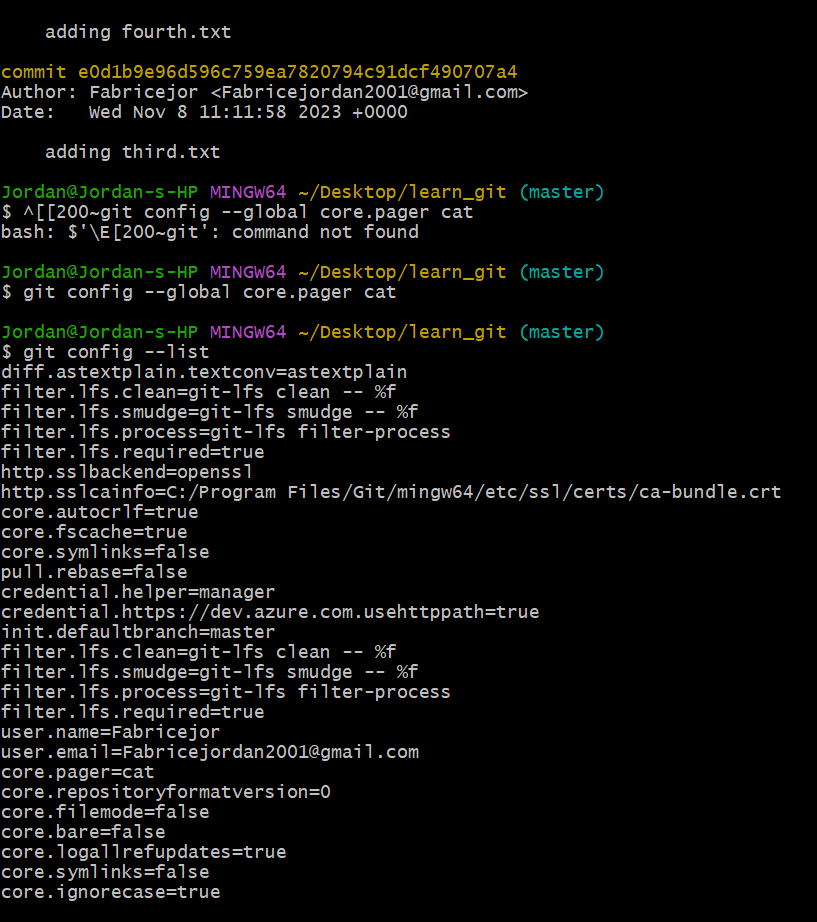 adding fourth.txt
commit e0d1b9e96d596c759ea7820794c91dcf490707a4
Author: Fabricejor <Fabricejordan2001@gmail.com>
Date:   Wed Nov 8 11:11:58 2023 +0000
adding third.txt
Jordan@Jordan-s-HP MINGW64 ~/Desktop/learn_git (master)
$ ^[[200~git config --global core.pager cat
bash: $'\E[200~git': command not found
Jordan@Jordan-s-HP MINGW64 ~/Desktop/learn_git (master)
$ git config --global core.pager cat
Jordan@Jordan-s-HP MINGW64 ~/Desktop/learn_git (master)
$ git config --list
diff.astextplain.textconv=astextplain
filter.lfs.clean=git-lfs clean -- %f
filter.lfs.smudge=git-lfs smudge -- %f
filter.lfs.process=git-lfs filter-process
filter.lfs.required=true
http.sslbackend=openssl
http.sslcainfo=C:/Program Files/Git/mingw64/etc/ssl/certs/ca-bundle.crt
core.autocrlf=true
core.fscache=true
core.symlinks=false
pull.rebase=false
credential.helper=manager
credential.https://dev.azure.com.usehttppath=true
init.defaultbranch=master
filter.lfs.clean=git-lfs clean -- %f
filter.lfs.smudge=git-lfs smudge -- %f
filter.lfs.process=git-lfs filter-process
filter.lfs.required=true
user.name=Fabricejor
user.email=Fabricejordan2001@gmail.com
core.pager=cat
core.repositoryformatversion=0
core.filemode=false
core.bare=false
core.logallrefupdates=true
core.symlinks=false
core.ignorecase=true